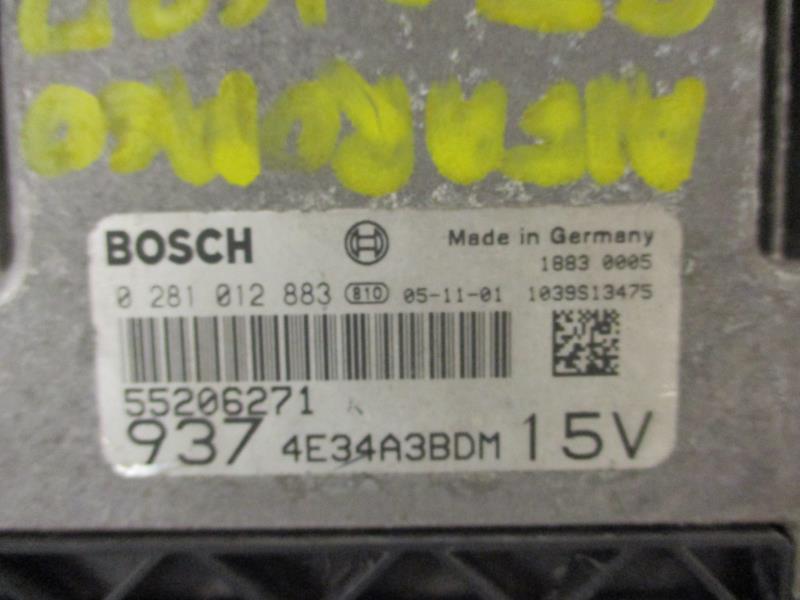 BOSCH Made in Germany
1883 0005
0 281 012 883 810 05-11-01 1039S13475
55206271 K
937 4E34A3BDM 15V